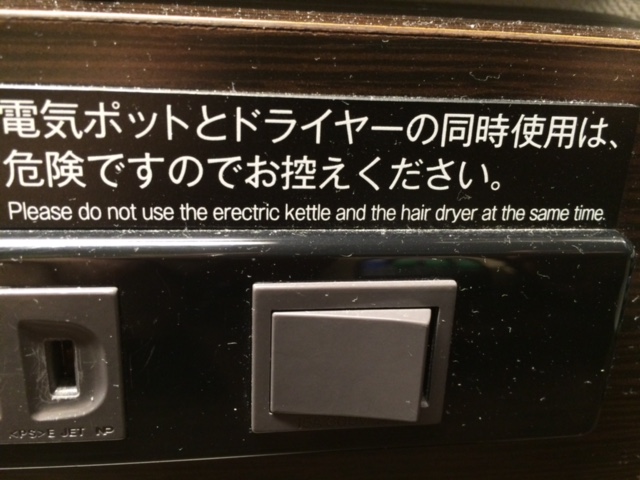 電気ポットとドライヤーの同時使用は、
危険ですのでお控えください。
Please do not use the erectric kettle and the hair dryer at the same time.
<PS>E JET